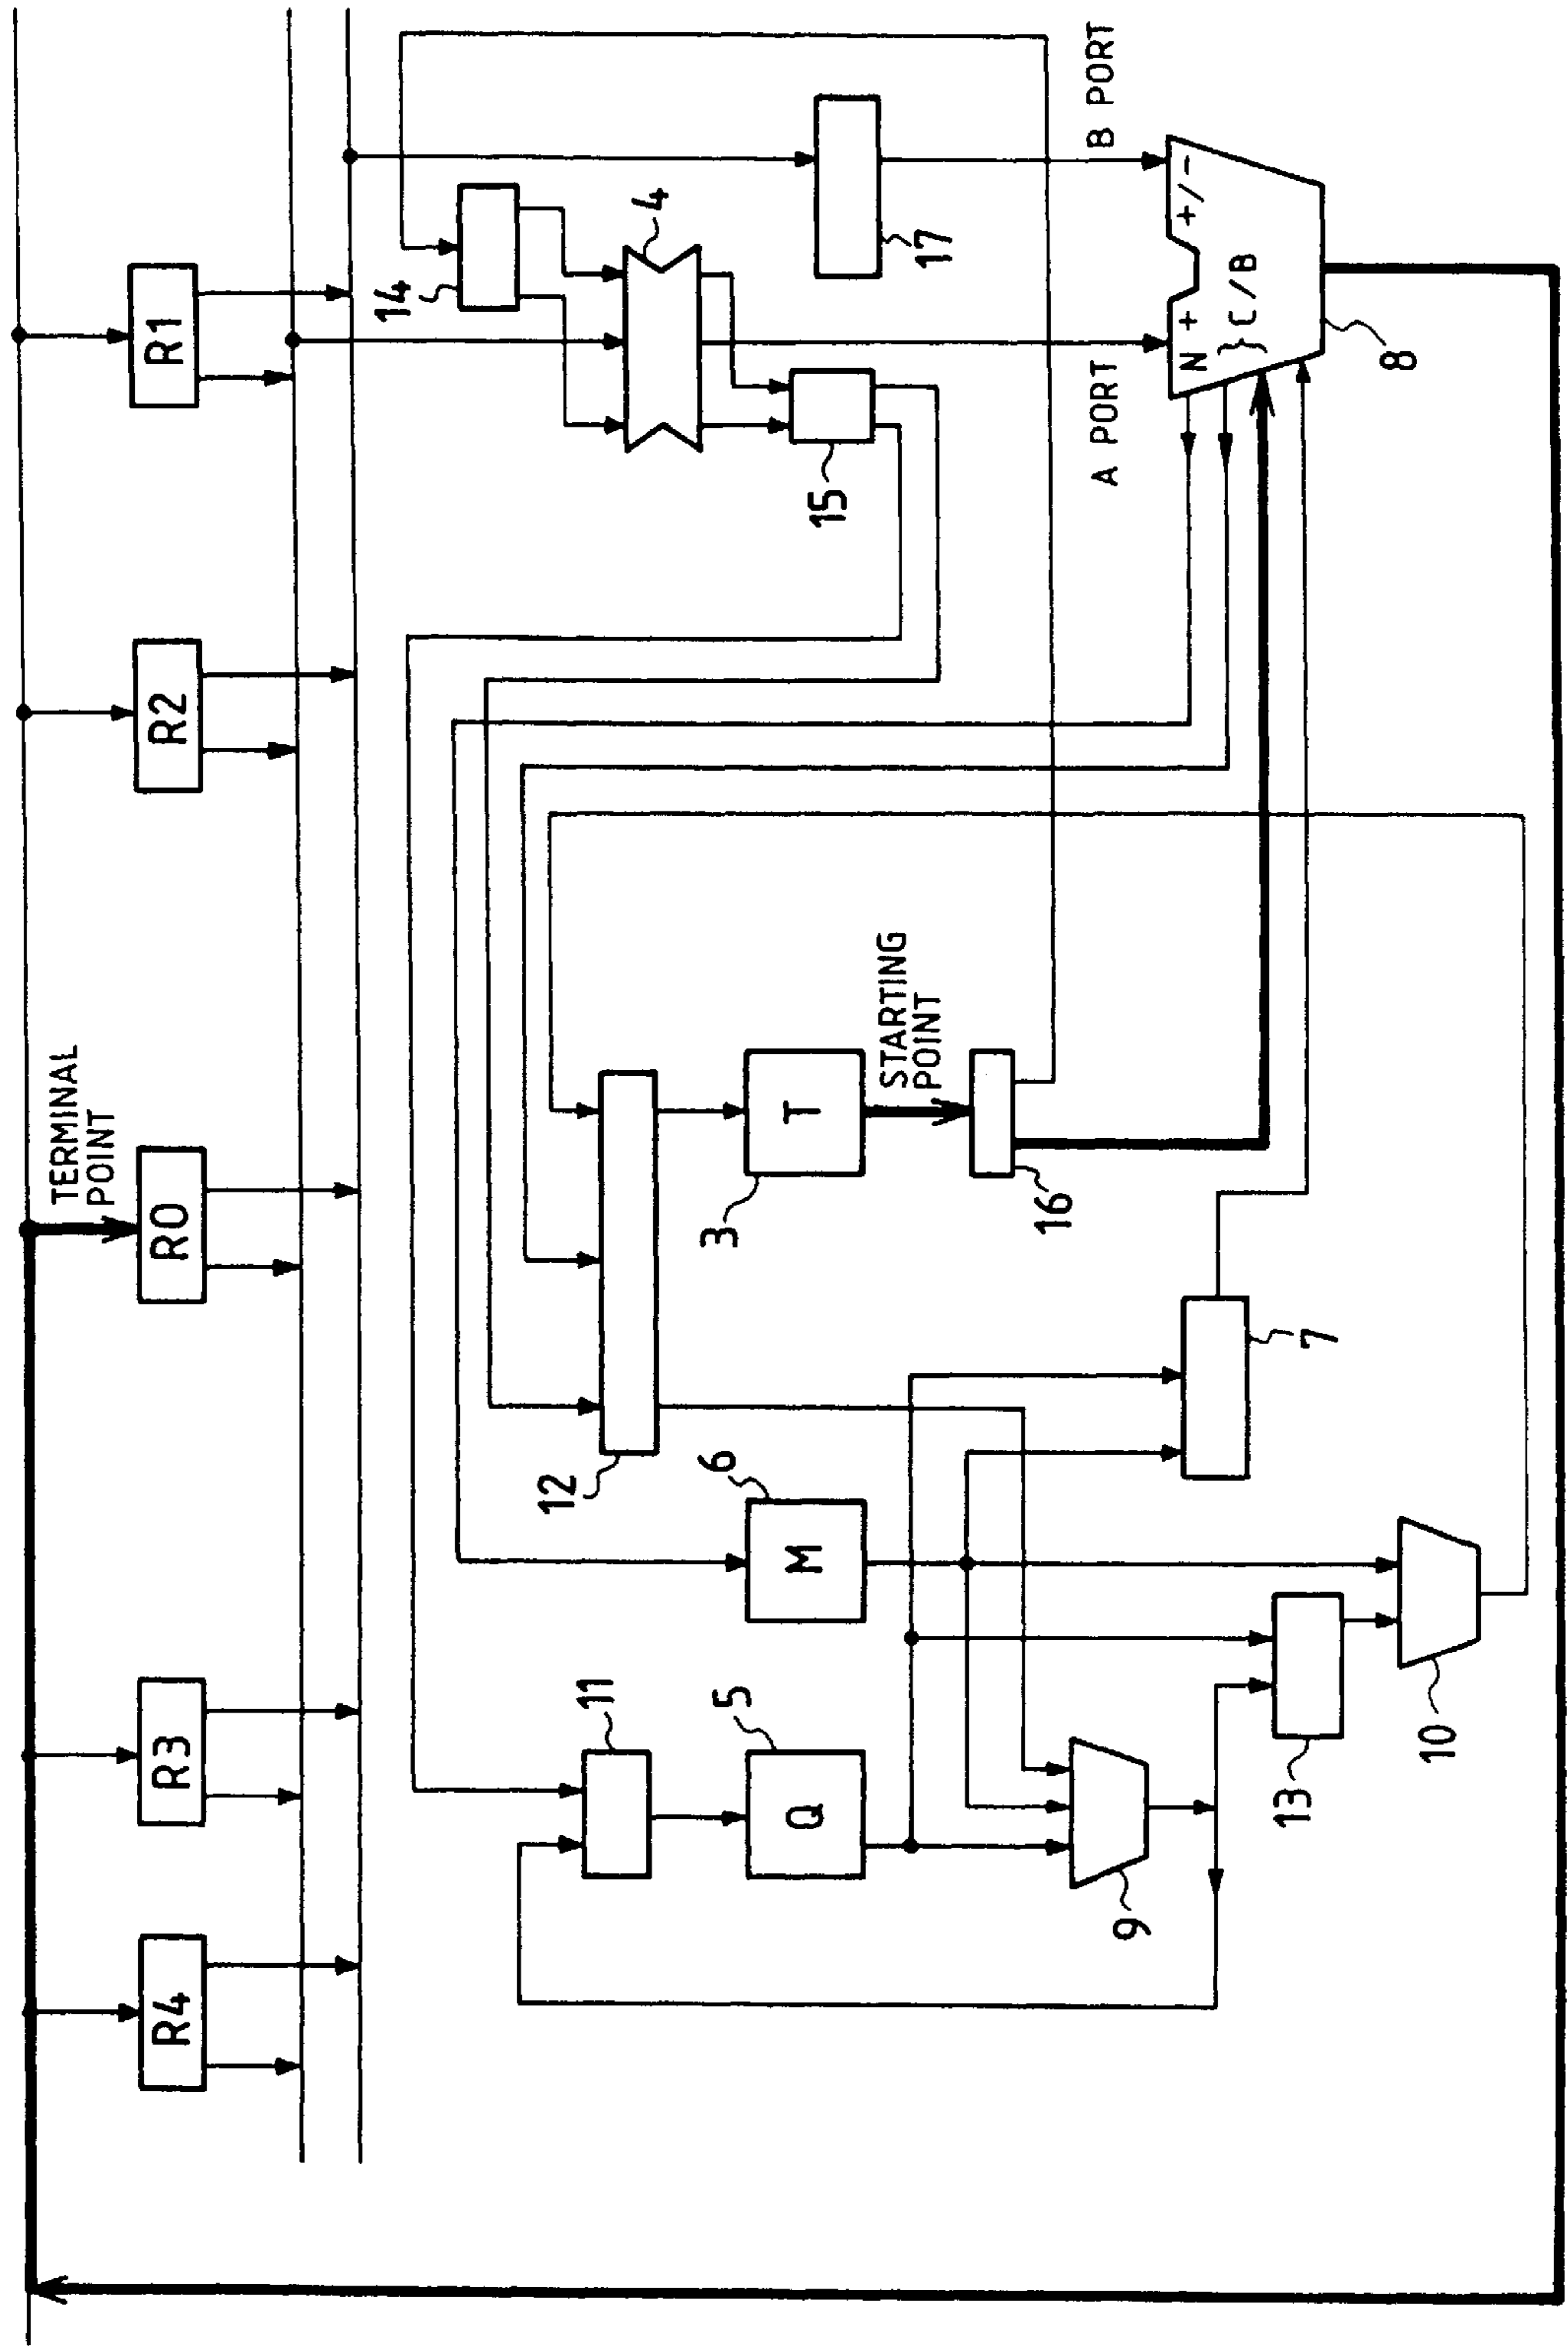 R4
R3
R0
R2
R1
TERMINAL
POINT
14
4
12
11
6
5
3
15
17
Q
M
T
STARTING
POINT
A PORT
B PORT
16
9
7
13
10
N +
+/-
} C/B
8